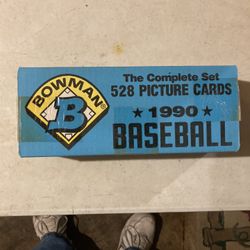 BOWMAN
B
The Complete Set
528 PICTURE CARDS
★ 1990 ★
BASEBALL